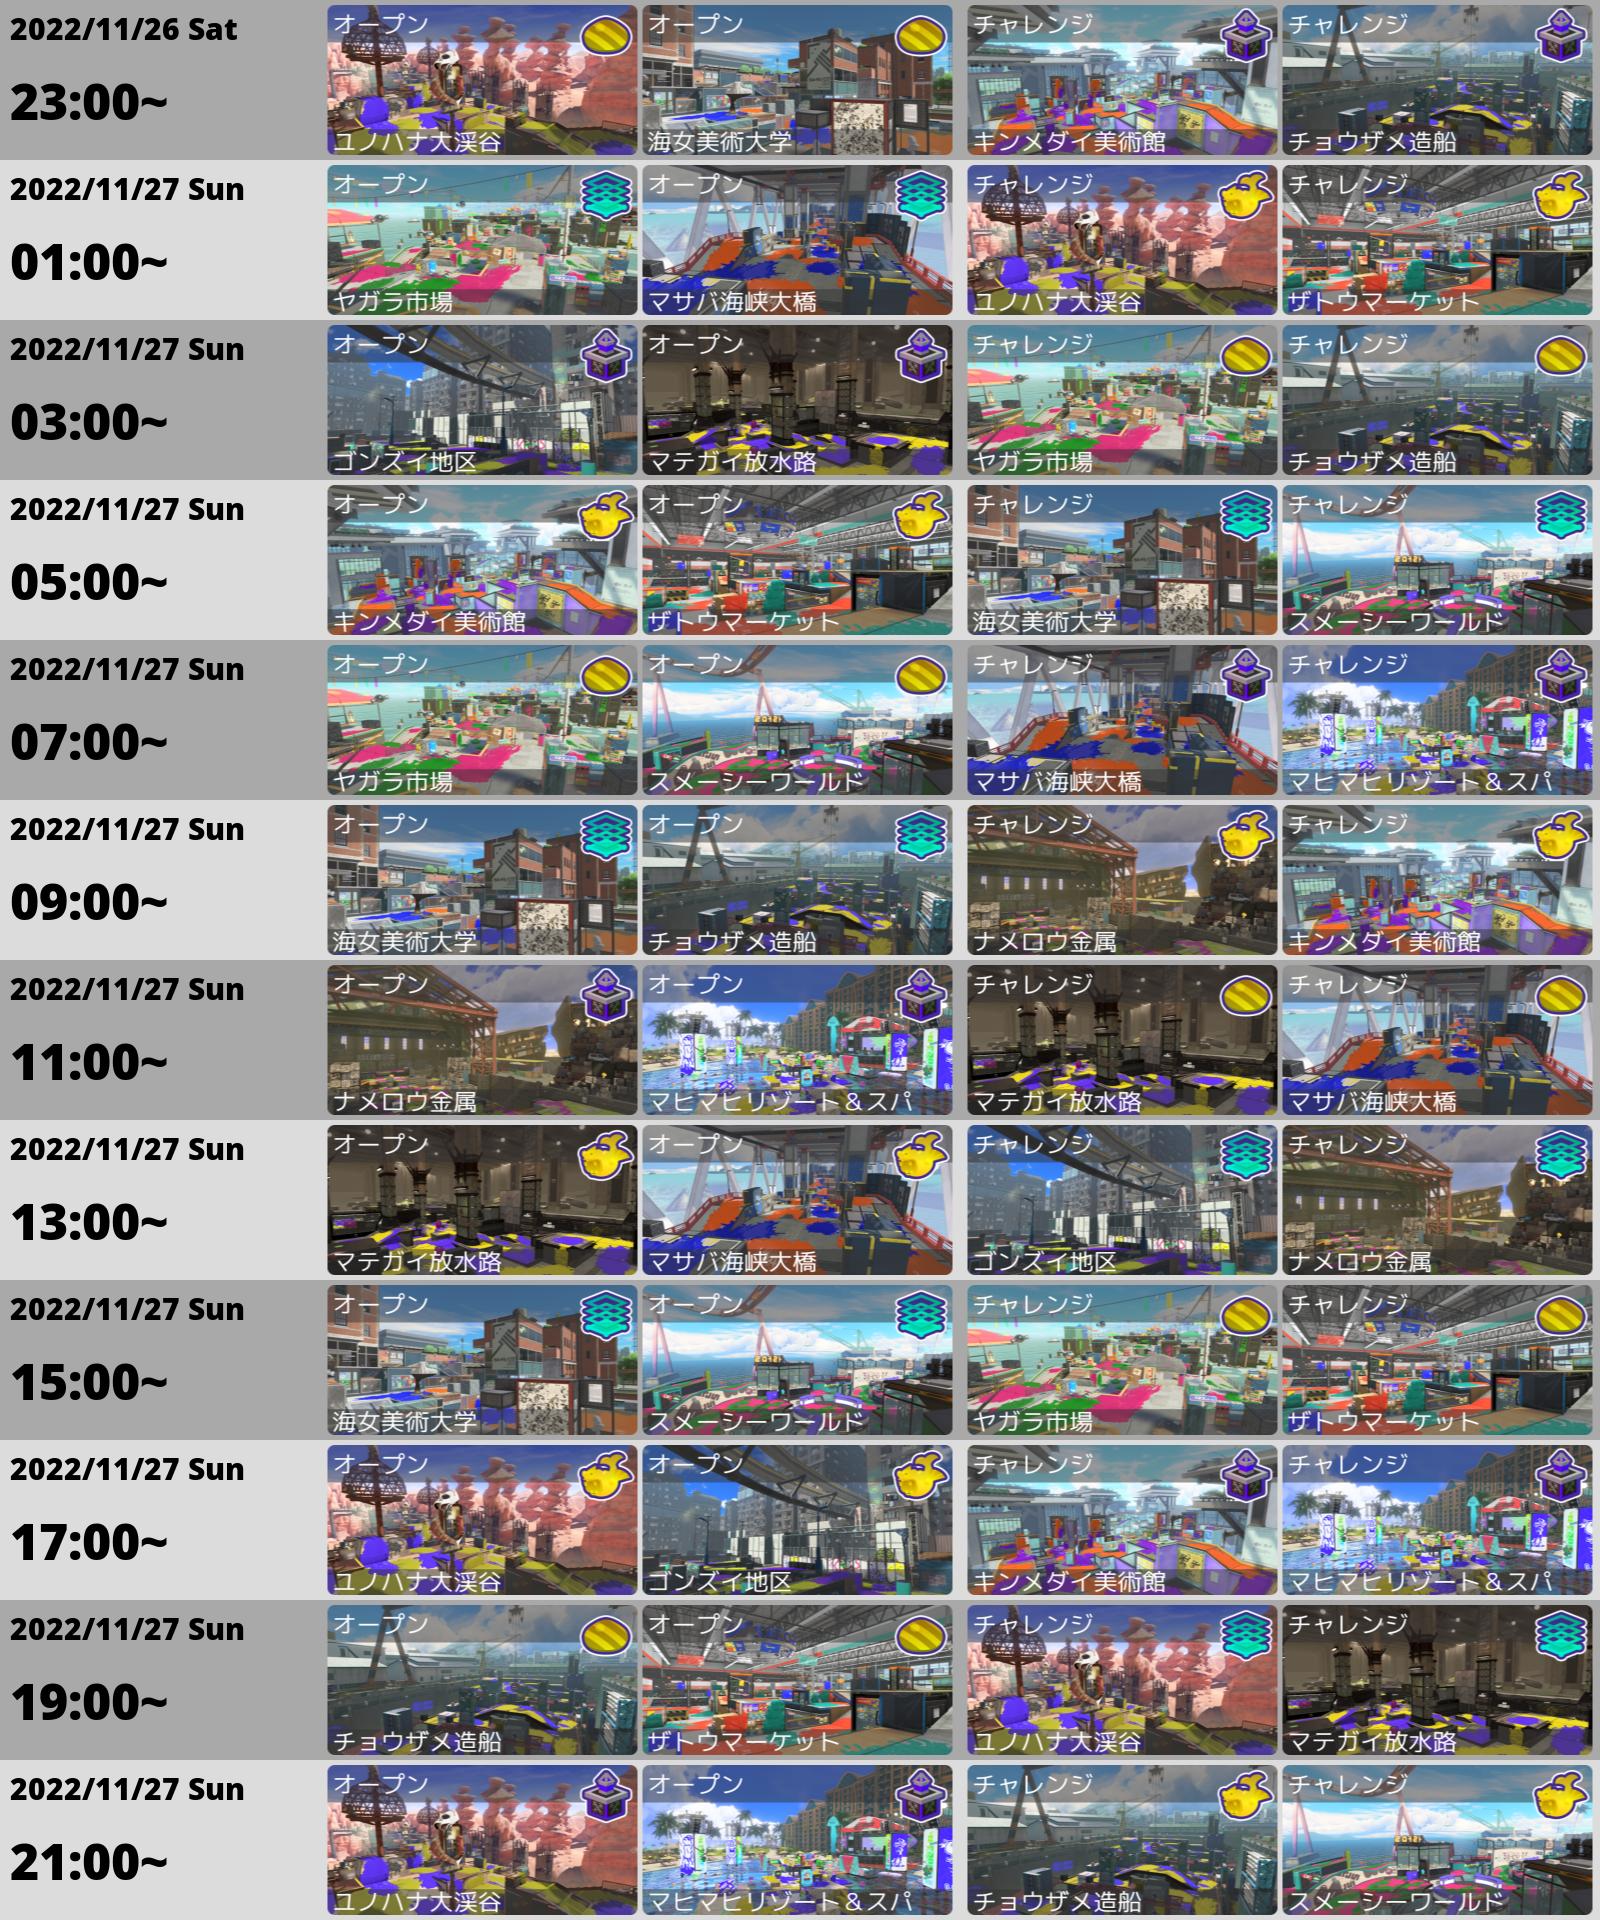 2022/11/26 Sat
23:00~
オープン
ユノハナ大渓谷
オープン
海女美術大学
チャレンジ
キンメダイ美術館
チャレンジ
チョウザメ造船
2022/11/27 Sun
01:00~
オープン
ヤガラ市場
オープン
マサバ海峡大橋
チャレンジ
ユノハナ大渓谷
チャレンジ
ザトウマーケット
2022/11/27 Sun
03:00~
オープン
ゴンズイ地区
オープン
マテガイ放水路
チャレンジ
ヤガラ市場
チャレンジ
チョウザメ造船
2022/11/27 Sun
05:00~
オープン
キンメダイ美術館
オープン
ザトウマーケット
チャレンジ
海女美術大学
チャレンジ
スメーシーワールド
2022/11/27 Sun
07:00~
オープン
ヤガラ市場
オープン
スメーシーワールド
チャレンジ
マサバ海峡大橋
チャレンジ
マヒマヒリゾート＆スパ
2022/11/27 Sun
09:00~
オープン
海女美術大学
オープン
チョウザメ造船
チャレンジ
ナメロウ金属
チャレンジ
キンメダイ美術館
2022/11/27 Sun
11:00~
オープン
ナメロウ金属
オープン
マヒマヒリゾート＆スパ
チャレンジ
マテガイ放水路
チャレンジ
マサバ海峡大橋
2022/11/27 Sun
13:00~
オープン
マテガイ放水路
オープン
マサバ海峡大橋
チャレンジ
ゴンズイ地区
チャレンジ
ナメロウ金属
2022/11/27 Sun
15:00~
オープン
海女美術大学
オープン
スメーシーワールド
チャレンジ
ヤガラ市場
チャレンジ
ザトウマーケット
2022/11/27 Sun
17:00~
オープン
ユノハナ大渓谷
オープン
ゴンズイ地区
チャレンジ
キンメダイ美術館
チャレンジ
マヒマヒリゾート＆スパ
2022/11/27 Sun
19:00~
オープン
チョウザメ造船
オープン
ザトウマーケット
チャレンジ
ユノハナ大渓谷
チャレンジ
マテガイ放水路
2022/11/27 Sun
21:00~
オープン
ユノハナ大渓谷
オープン
マヒマヒリゾート＆スパ
チャレンジ
チョウザメ造船
チャレンジ
スメーシーワールド